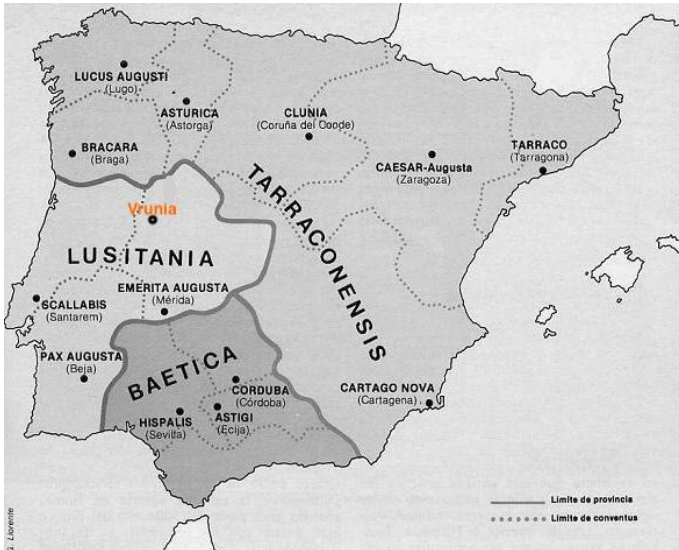 LUCUS AUGUSTI
(Lugo)
ASTURICA
(Astorga)
CLUNIA
(Coruña del Conde)
BRACARA
(Braga)
CAESAR-Augusta
(Zaragoza)
TARRACO
(Tarragona)
TARRACONENSIS
Vrunia
LUSITANIA
EMERITA AUGUSTA
(Mérida)
SCALLABIS
(Santarem)
PAX AUGUSTA
(Beja)
BAETICA
CORDUBA
(Córdoba)
HISPALIS
(Sevilla)
ASTIGI
(Ecija)
CARTAGO NOVA
(Cartagena)
Limite de provincia
Limite de conventus
G. Llorente